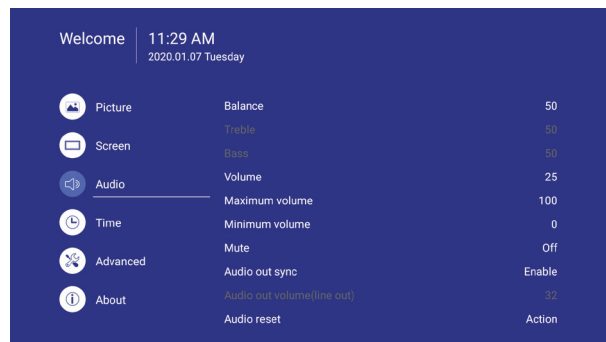 Welcome
11:29 AM
2020.01.07 Tuesday
Picture
Screen
Audio
Time
Advanced
About
Balance 50
Treble 50
Bass 50
Volume 25
Maximum volume 100
Minimum volume 0
Mute Off
Audio out sync Enable
Audio out volume(line out) 32
Audio reset Action